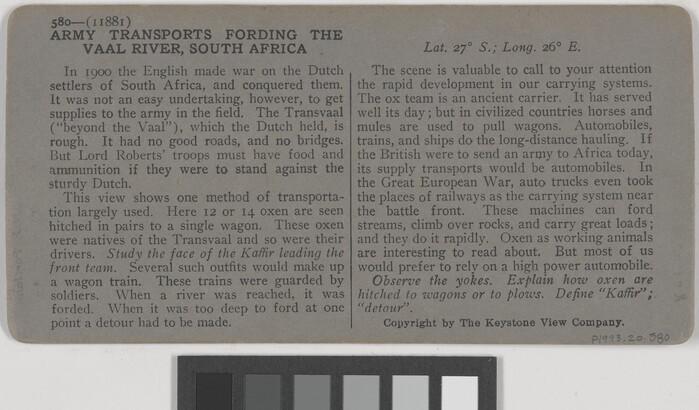 580—(11881)
ARMY TRANSPORTS FORDING THE
VAAL RIVER, SOUTH AFRICA
In 1900 the English made war on the Dutch
settlers of South Africa, and conquered them.
It was not an easy undertaking, however, to get
supplies to the army in the field. The Transvaal
("beyond the Vaal"), which the Dutch held, is
rough. It had no good roads, and no bridges.
But Lord Roberts' troops must have food and
ammunition if they were to stand against the
sturdy Dutch.
This view shows one method of transporta-
tion largely used. Here 12 or 14 oxen are seen
hitched in pairs to a single wagon. These oxen
were natives of the Transvaal and so were their
drivers. Study the face of the Kaffir leading the
front team. Several such outfits would make up
a wagon train. These trains were guarded by
soldiers. When a river was reached, it was
forded. When it was too deep to ford at one
point a detour had to be made.
Lat. 27° S.; Long. 26° E.
The scene is valuable to call to your attention
the rapid development in our carrying systems.
The ox team is an ancient carrier. It has served
well its day; but in civilized countries horses and
mules are used to pull wagons. Automobiles,
trains, and ships do the long-distance hauling. If
the British were to send an army to Africa today,
its supply transports would be automobiles. In
the Great European War, auto trucks even took
the places of railways as the carrying system near
the battle front. These machines can ford
streams, climb over rocks, and carry great loads;
and they do it rapidly. Oxen as working animals
are interesting to read about. But most of us
would prefer to rely on a high power automobile.
Observe the yokes. Explain how oxen are
hitched to wagons or to plows. Define "Kaffir";
"detour".
Copyright by The Keystone View Company.
P1993.20.580